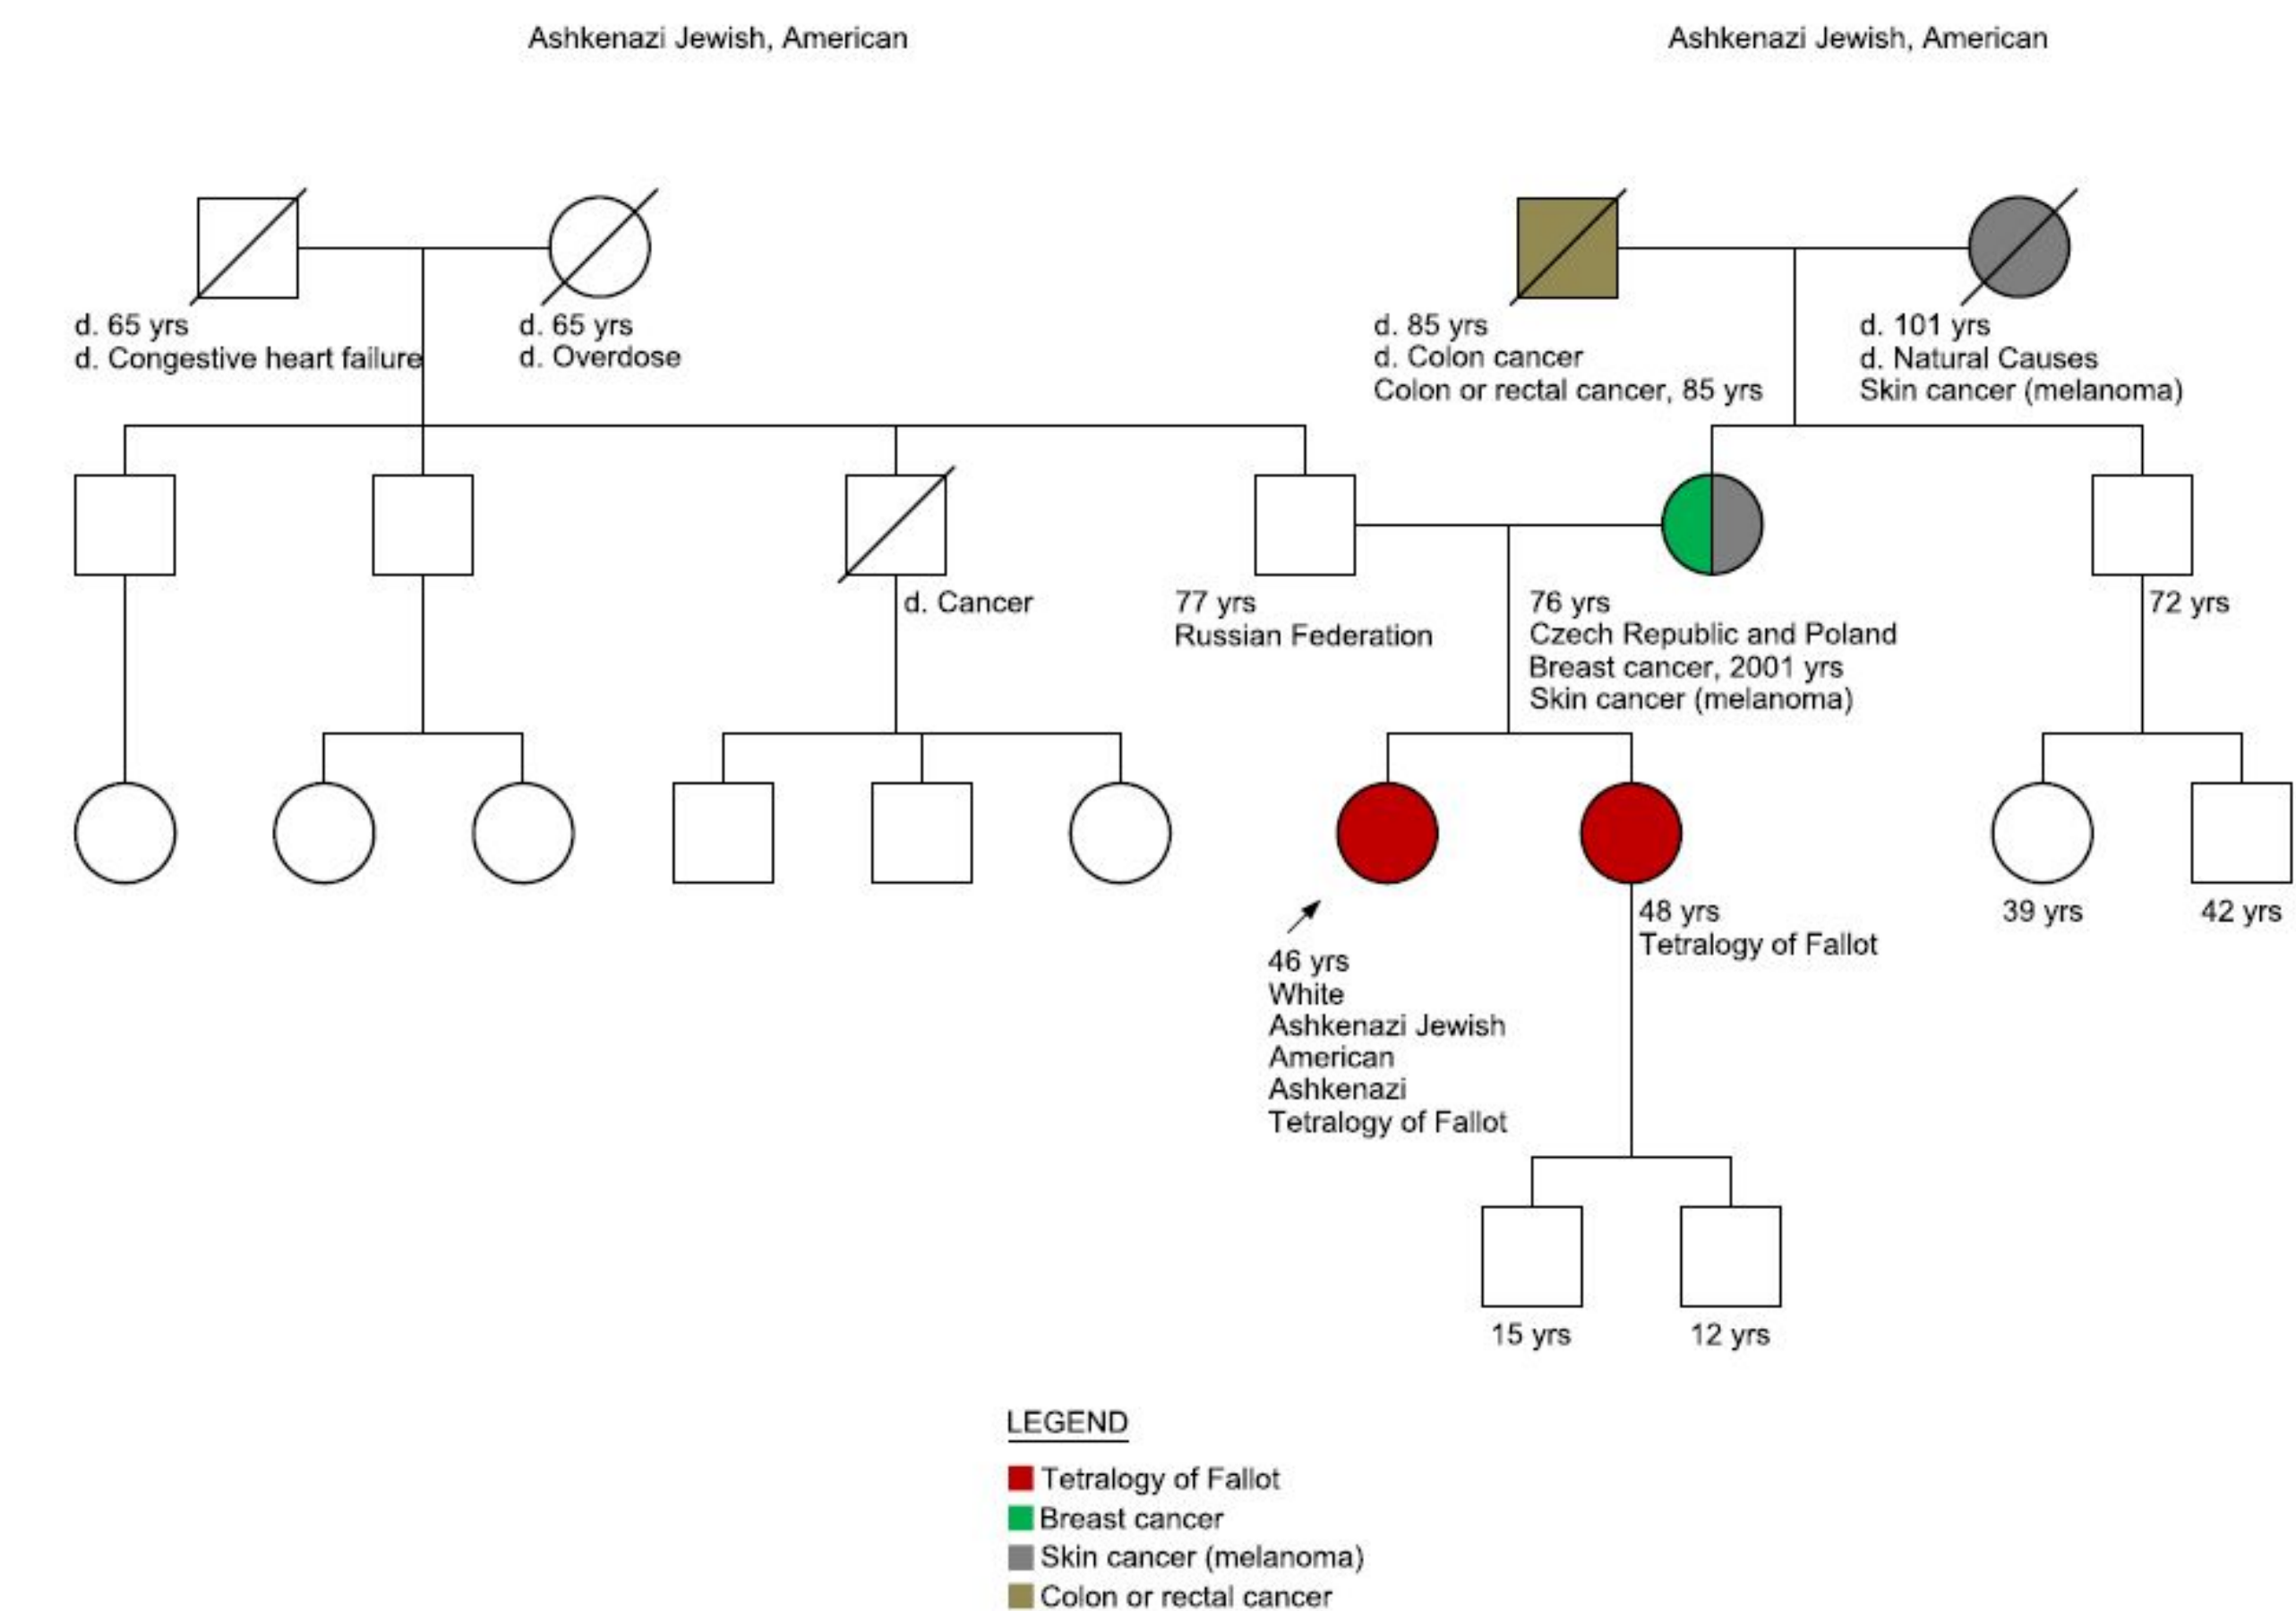 Ashkenazi Jewish, American
Ashkenazi Jewish, American
d. 65 yrs
d. Congestive heart failure
d. 65 yrs
d. Overdose
d. 85 yrs
d. Colon cancer
Colon or rectal cancer, 85 yrs
d. 101 yrs
d. Natural Causes
Skin cancer (melanoma)
d. Cancer
77 yrs
Russian Federation
76 yrs
Czech Republic and Poland
Breast cancer, 2001 yrs
Skin cancer (melanoma)
72 yrs
46 yrs
White
Ashkenazi Jewish
American
Ashkenazi
Tetralogy of Fallot
48 yrs
Tetralogy of Fallot
39 yrs
42 yrs
15 yrs
12 yrs
LEGEND
Tetralogy of Fallot
Breast cancer
Skin cancer (melanoma)
Colon or rectal cancer